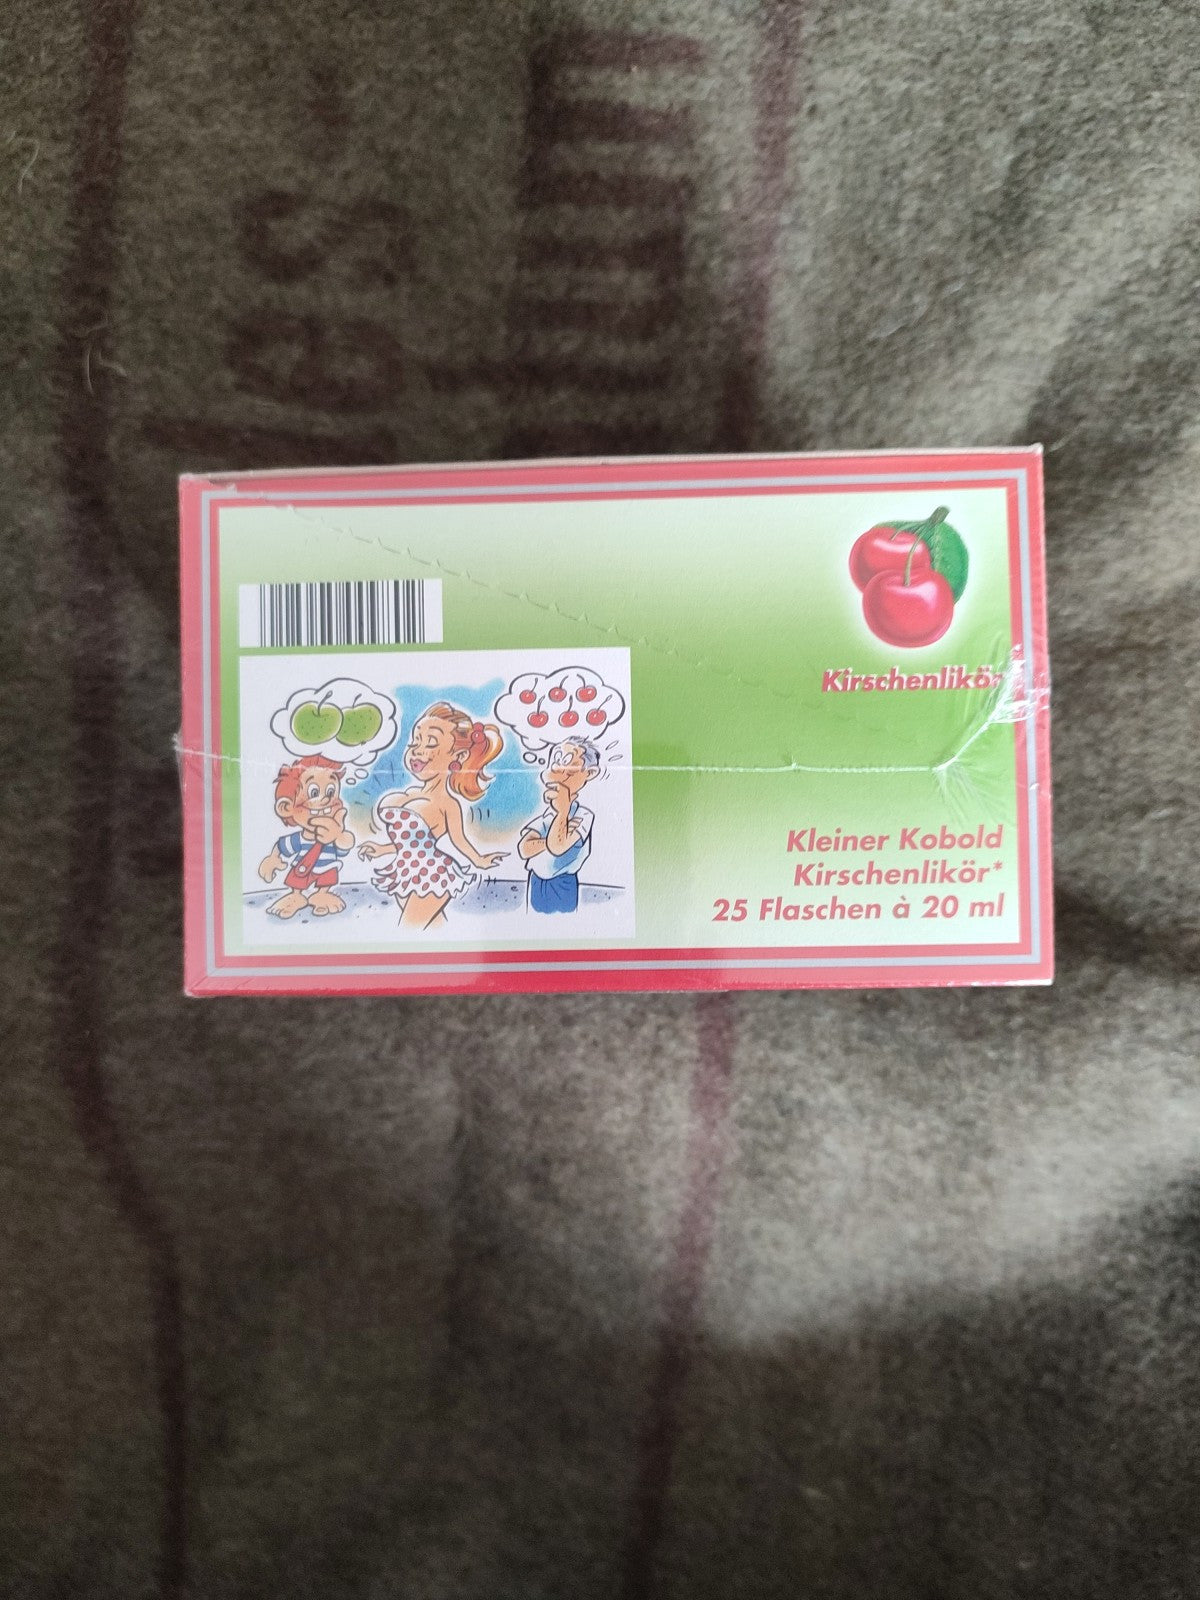 Kirschenlikör
Kleiner Kobold
Kirschenlikör*
25 Flaschen à 20 ml